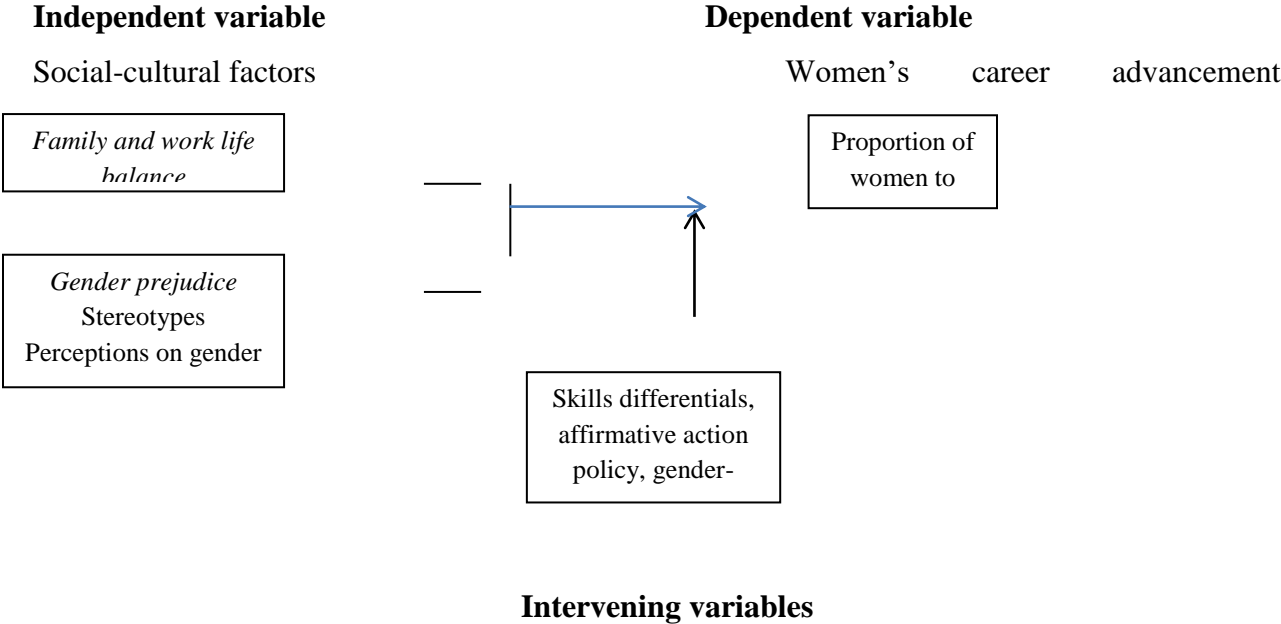 Independent variable
Dependent variable
Social-cultural factors
Women's career advancement
Family and work life
balance
Proportion of
women to
Gender prejudice
Stereotypes
Perceptions on gender
Skills differentials,
affirmative action
policy, gender-
Intervening variables